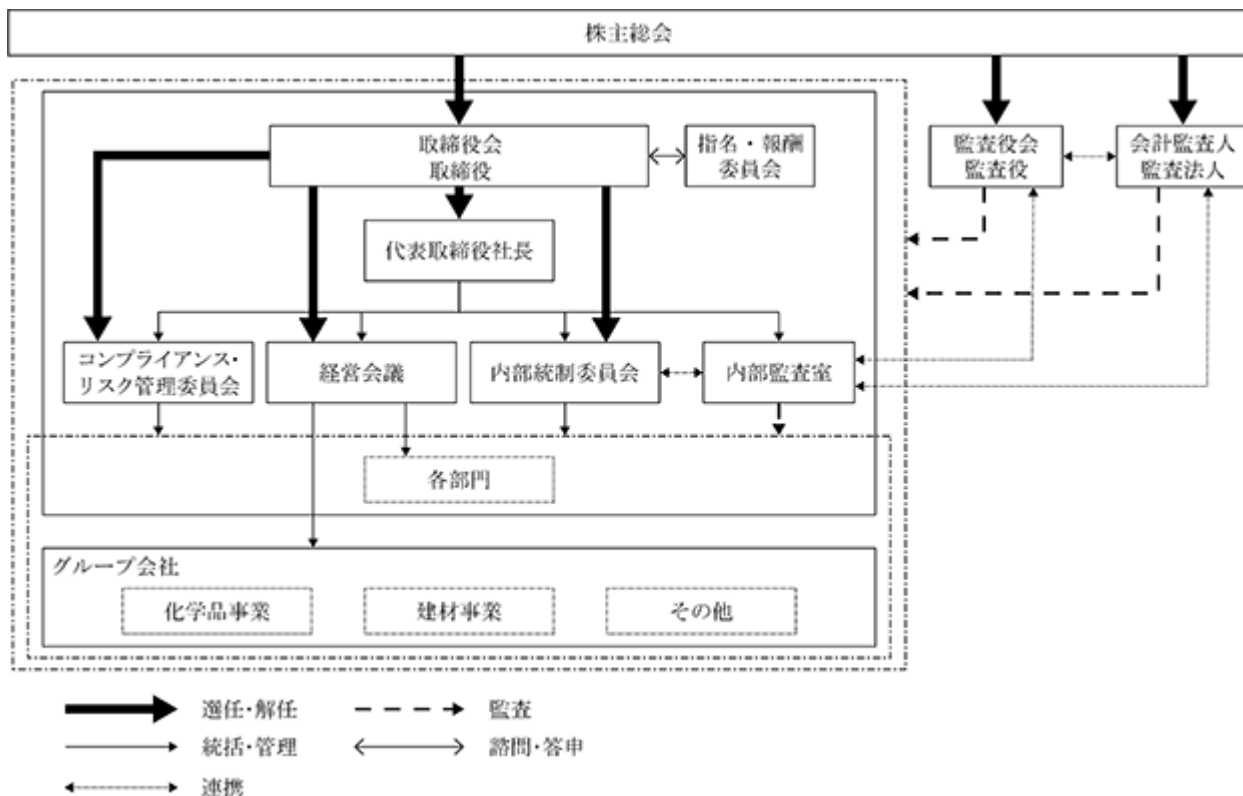 株主総会
取締役会
取締役
指名・報酬
委員会
監査役会
監査役
会計監査人
監査法人
代表取締役社長
コンプライアンス・
リスク管理委員会
経営会議
内部統制委員会
内部監査室
各部門
グループ会社
化学品事業
建材事業
その他
選任・解任
監査
統括・管理
諮問・答申
連携